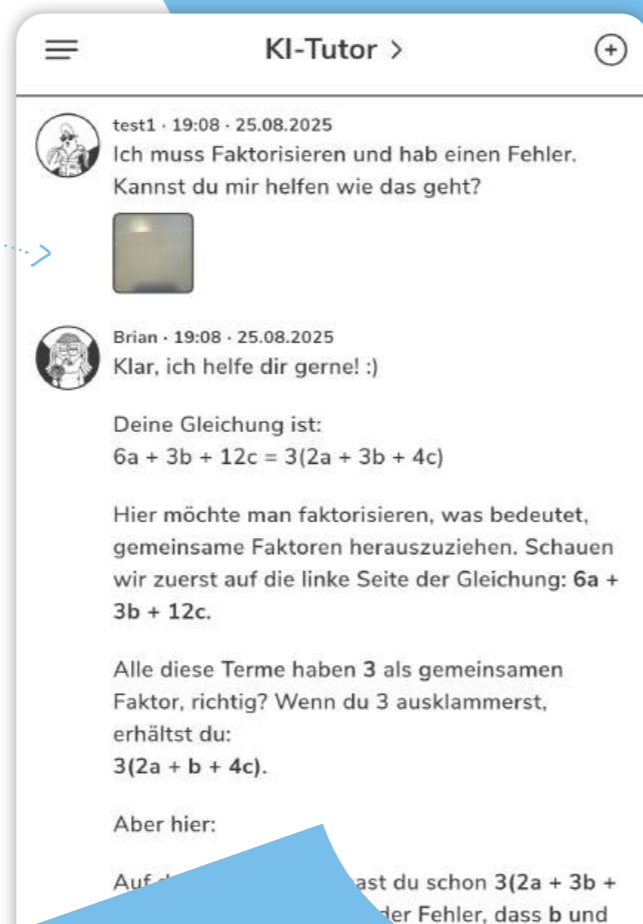 KI-Tutor >
test1 · 19:08 · 25.08.2025
Ich muss Faktorisieren und hab einen Fehler.
Kannst du mir helfen wie das geht?
Brian · 19:08 · 25.08.2025
Klar, ich helfe dir gerne! :)
Deine Gleichung ist:
6a + 3b + 12c = 3(2a + 3b + 4c)
Hier möchte man faktorisieren, was bedeutet,
gemeinsame Faktoren herauszuziehen. Schauen
wir zuerst auf die linke Seite der Gleichung: 6a +
3b + 12c.
Alle diese Terme haben 3 als gemeinsamen
Faktor, richtig? Wenn du 3 ausklammerst,
erhältst du:
3(2a + b + 4c).
Aber hier:
Auf du schon 3(2a + 3b +
Fehler, dass b und